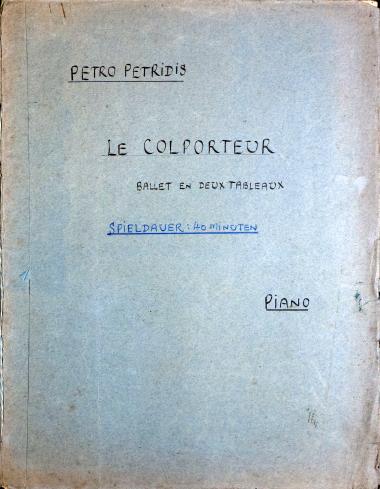 PETRO PETRIDIS
LE COLPORTEUR
BALLET EN DEUX TABLEAUX
SPIELDAUER: 40 MINUTEN
PIANO